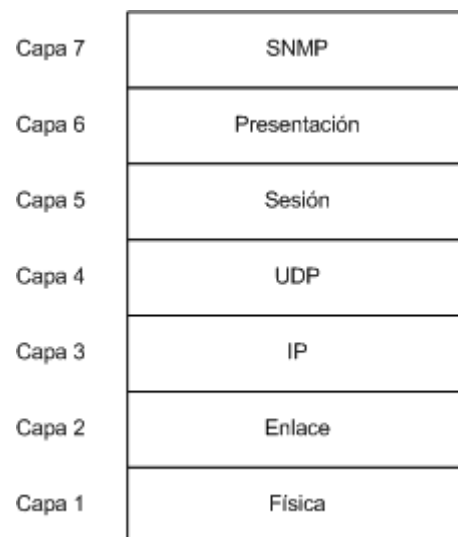 Capa 7 SNMP
Capa 6 Presentación
Capa 5 Sesión
Capa 4 UDP
Capa 3 IP
Capa 2 Enlace
Capa 1 Física